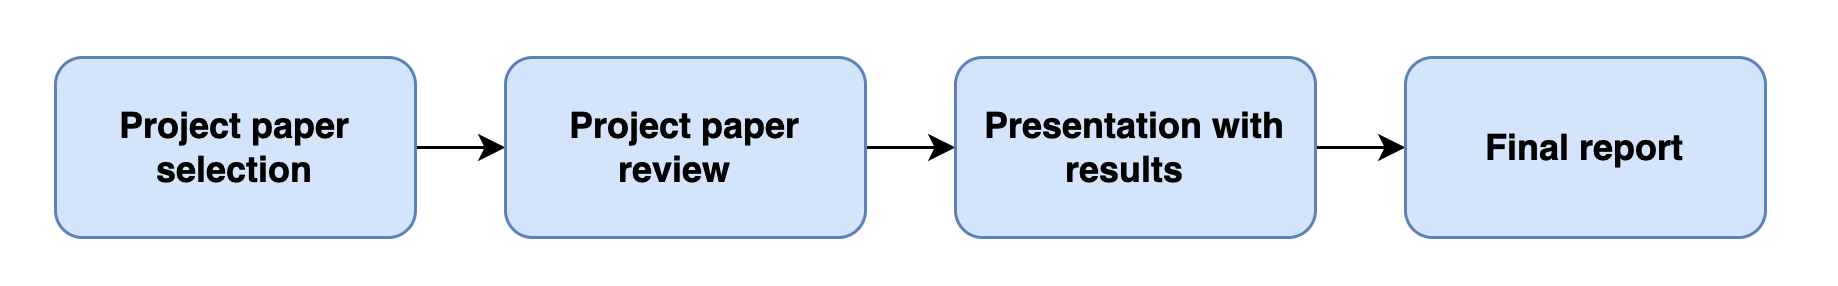 Project paper
selection
Project paper
review
Presentation with
results
Final report